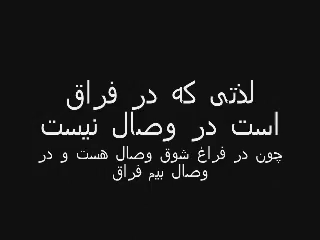 لذتی که در فراق
است در وصال نیست
چون در فراغ شوق وصال هست و در
وصال بیم فراق